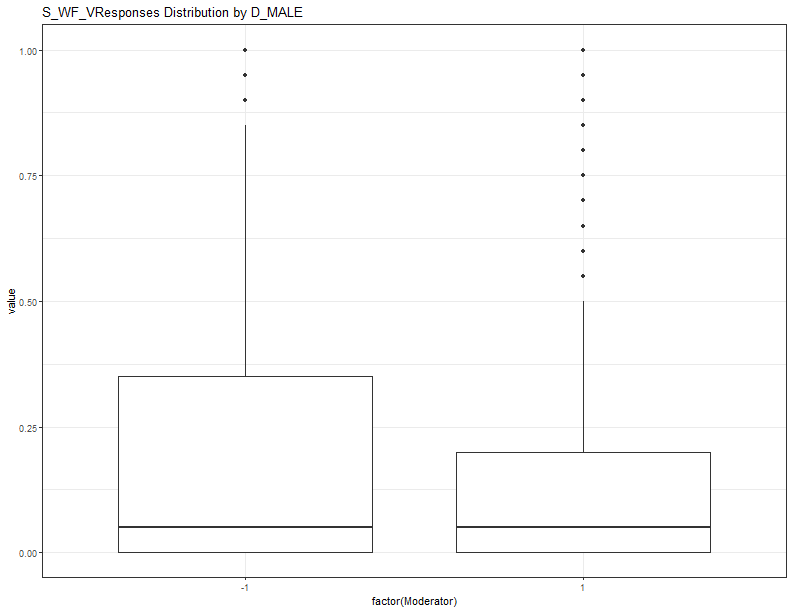 S_WF_VResponses Distribution by D_MALE
1.00
0.75
0.50
0.25
0.00
value
-1
1
factor(Moderator)